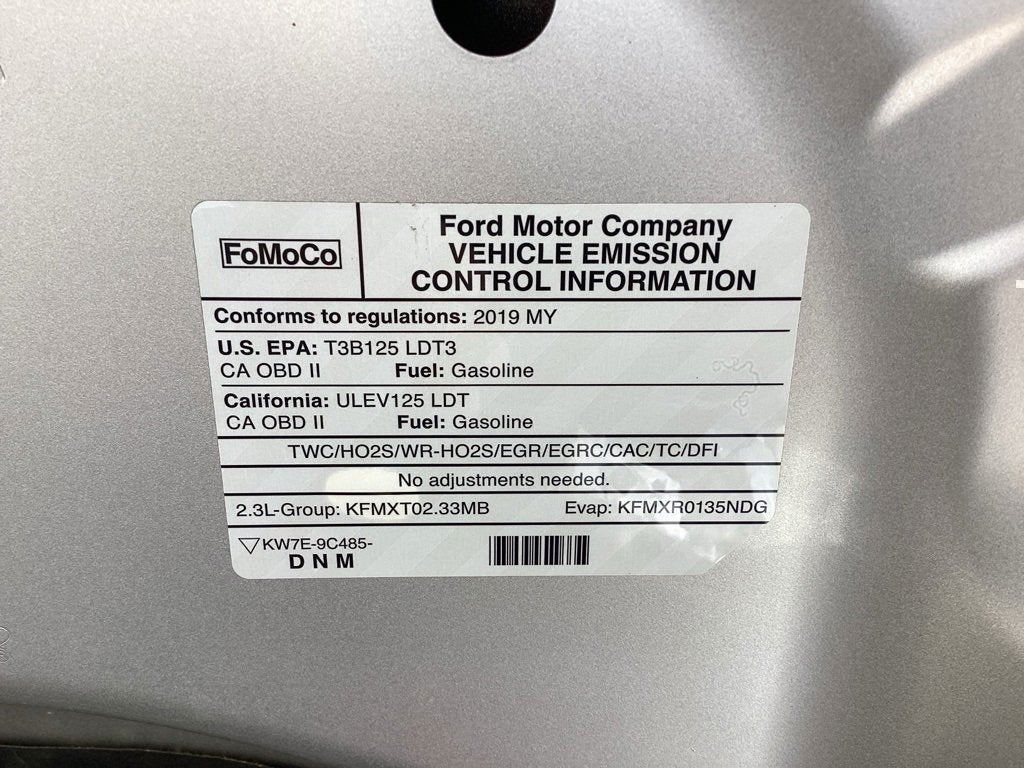 FoMoCo
Ford Motor Company
VEHICLE EMISSION
CONTROL INFORMATION
Conforms to regulations: 2019 MY
U.S. EPA: T3B125 LDT3
CA OBD II Fuel: Gasoline
California: ULEV125 LDT
CA OBD II Fuel: Gasoline
TWC/HO2S/WR-HO2S/EGR/EGRC/CAC/TC/DFI
No adjustments needed.
2.3L-Group: KFMXT02.33MB Evap: KFMXR0135NDG
KW7E-9C485-
D N M